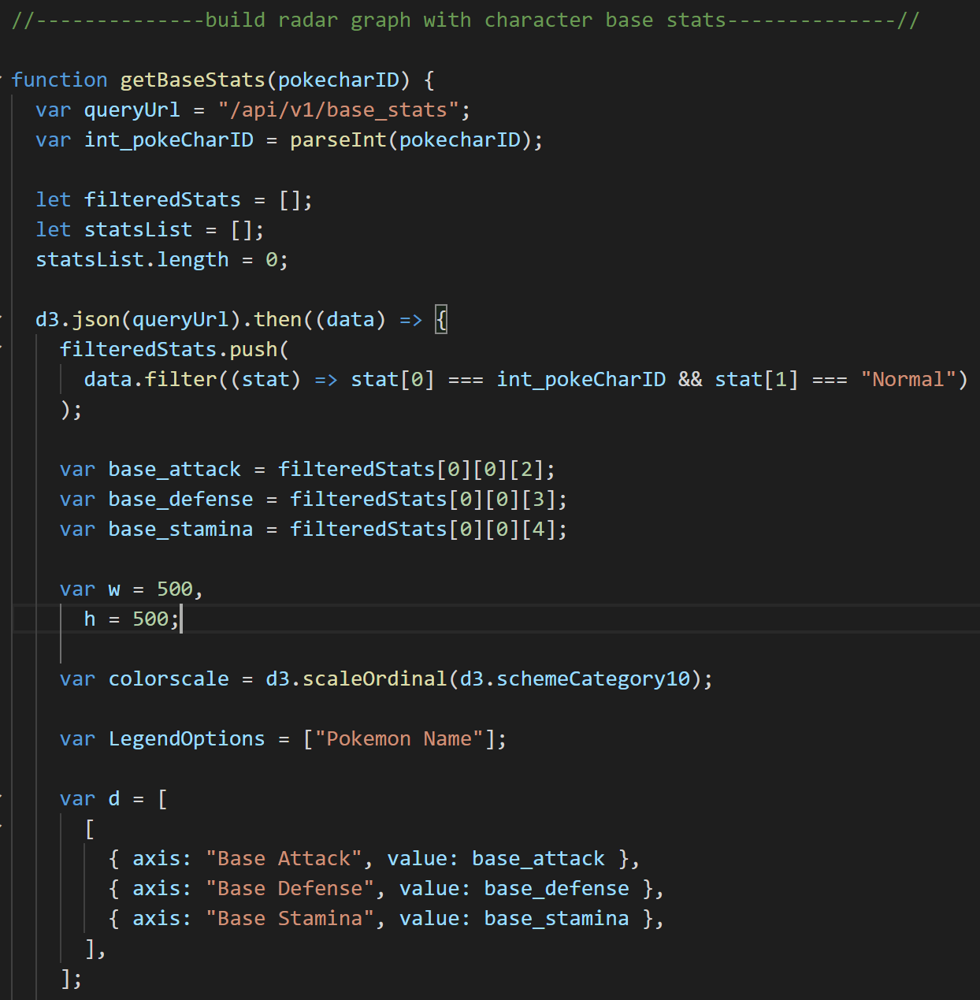 //--------------build radar graph with character base stats--------------//
function getBaseStats(pokecharID) {
var queryUrl = "/api/v1/base_stats";
var int_pokeCharID = parseInt(pokecharID);
let filteredStats = [];
let statsList = [];
statsList.length = 0;
d3.json(queryUrl).then((data) => {
filteredStats.push(
data.filter((stat) => stat[0] === int_pokeCharID && stat[1] === "Normal")
);
var base_attack = filteredStats[0][0][2];
var base_defense = filteredStats[0][0][3];
var base_stamina = filteredStats[0][0][4];
var w = 500,
h = 500;
var colorscale = d3.scaleOrdinal(d3.schemeCategory10);
var LegendOptions = ["Pokemon Name"];
var d = [
[
{ axis: "Base Attack", value: base_attack },
{ axis: "Base Defense", value: base_defense },
{ axis: "Base Stamina", value: base_stamina },
],
];